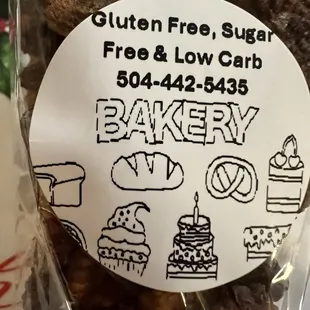 Gluten Free, Sugar
Free & Low Carb
504-442-5435
BAKERY